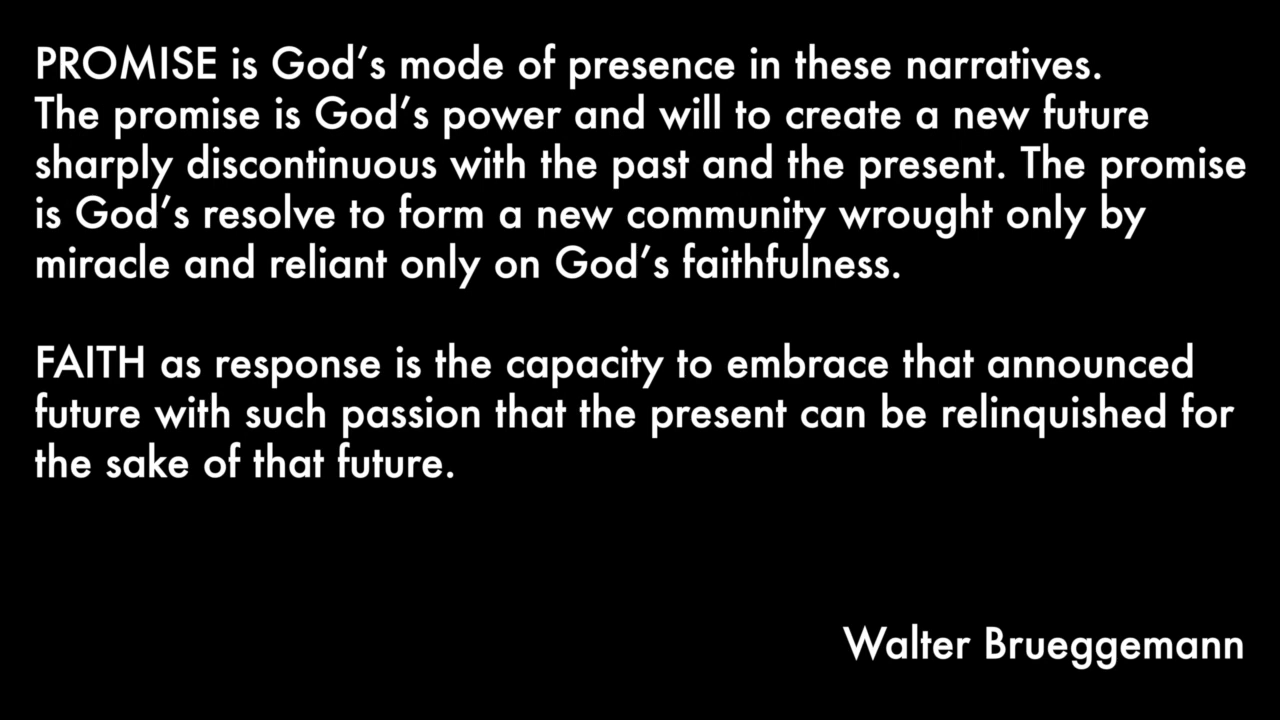 PROMISE is God’s mode of presence in these narratives.
The promise is God’s power and will to create a new future
sharply discontinuous with the past and the present. The promise
is God’s resolve to form a new community wrought only by
miracle and reliant only on God’s faithfulness.
FAITH as response is the capacity to embrace that announced
future with such passion that the present can be relinquished for
the sake of that future.
Walter Brueggemann